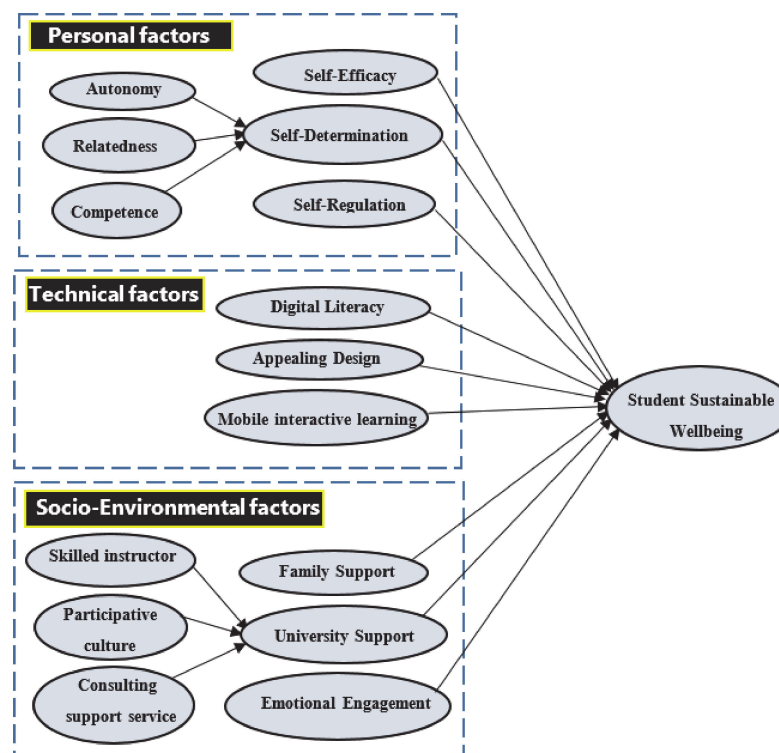 Personal factors
Self-Efficacy
Autonomy
Self-Determination
Relatedness
Self-Regulation
Competence
Technical factors
Digital Literacy
Appealing Design
Mobile interactive learning
Student Sustainable
Wellbeing
Socio-Environmental factors
Skilled instructor
Family Support
Participative
culture
University Support
Consulting
support service
Emotional Engagement